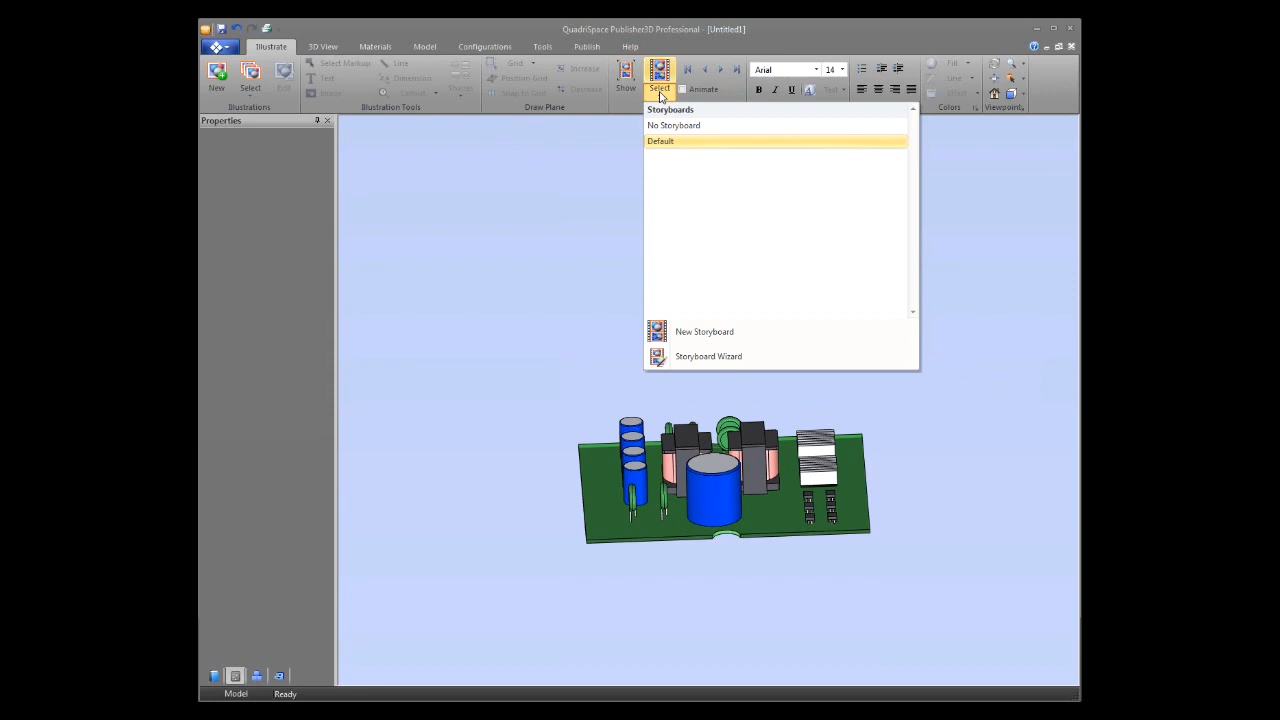 QuadriSpace Publisher3D Professional - [Untitled1]
Illustrate 3D View Materials Model Configurations Tools Publish Help
Select Markup Line Grid Increase Arial 14 Fill
Text Dimension Position Grid Line
New Select Edit Image Callout Shapes Snap to Grid Decrease Show Select Animate B I U A Text Effect
Illustrations Illustration Tools Draw Plane Colors Viewpoint
Properties
Storyboards
No Storyboard
Default
New Storyboard
Storyboard Wizard
Model Ready